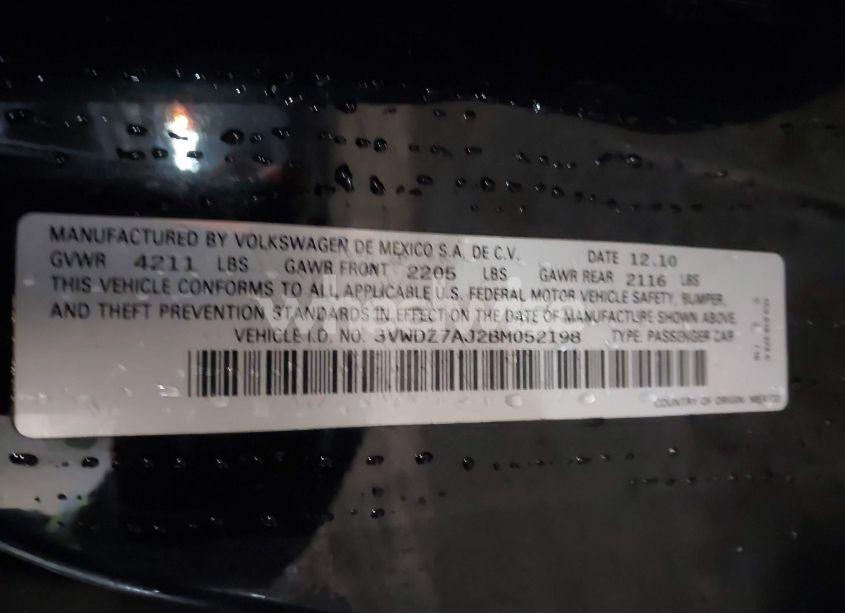 MANUFACTURED BY VOLKSWAGEN DE MEXICO S.A. DE C.V. DATE 12.10
GVWR 4211 LBS GAWR FRONT 2205 LBS GAWR REAR 2116 LBS
THIS VEHICLE CONFORMS TO ALL APPLICABLE U.S. FEDERAL MOTOR VEHICLE SAFETY, BUMPER,
AND THEFT PREVENTION STANDARDS IN EFFECTION THE DATE OF MANUFACTURE SHOWN ABOVE.
VEHICLE I.D. NO. 3VWDZ7AJ2BM052198 TYPE: PASSENGER CAR
COUNTRY OF ORIGIN: MEXICO